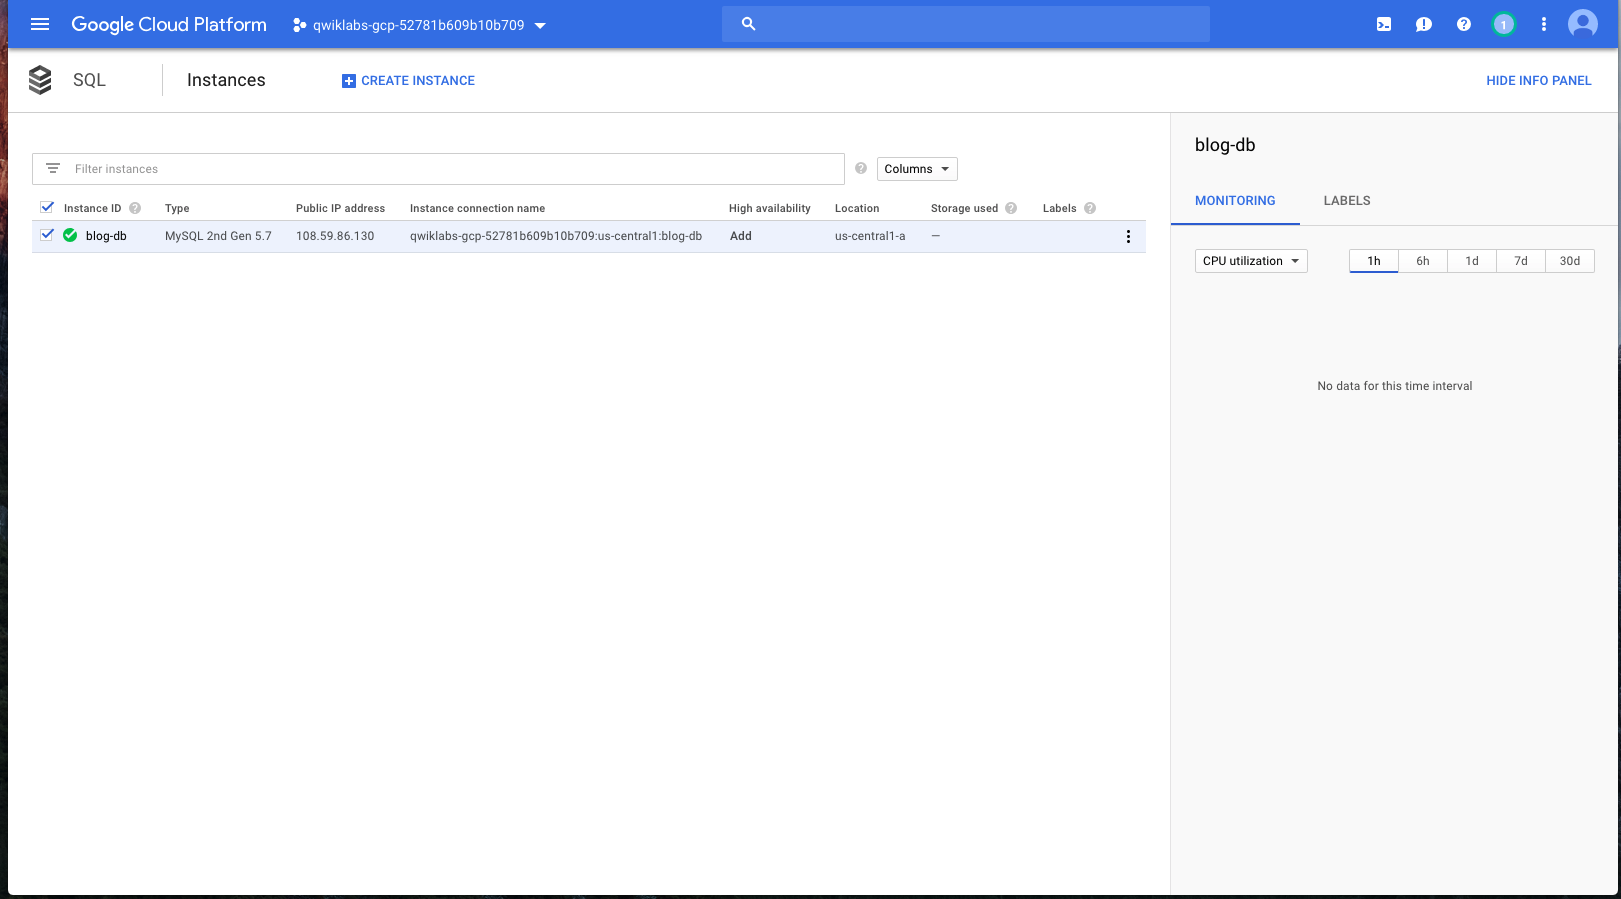 Google Cloud Platform qwiklabs-gcp-52781b609b10b709 1
SQL Instances CREATE INSTANCE HIDE INFO PANEL
blog-db
Filter instances Columns
MONITORING LABELS
Instance ID Type Public IP address Instance connection name High availability Location Storage used Labels
blog-db MySQL 2nd Gen 5.7 108.59.86.130 qwiklabs-gcp-52781b609b10b709:us-central1:blog-db Add us-central1-a —
CPU utilization 1h 6h 1d 7d 30d
No data for this time interval